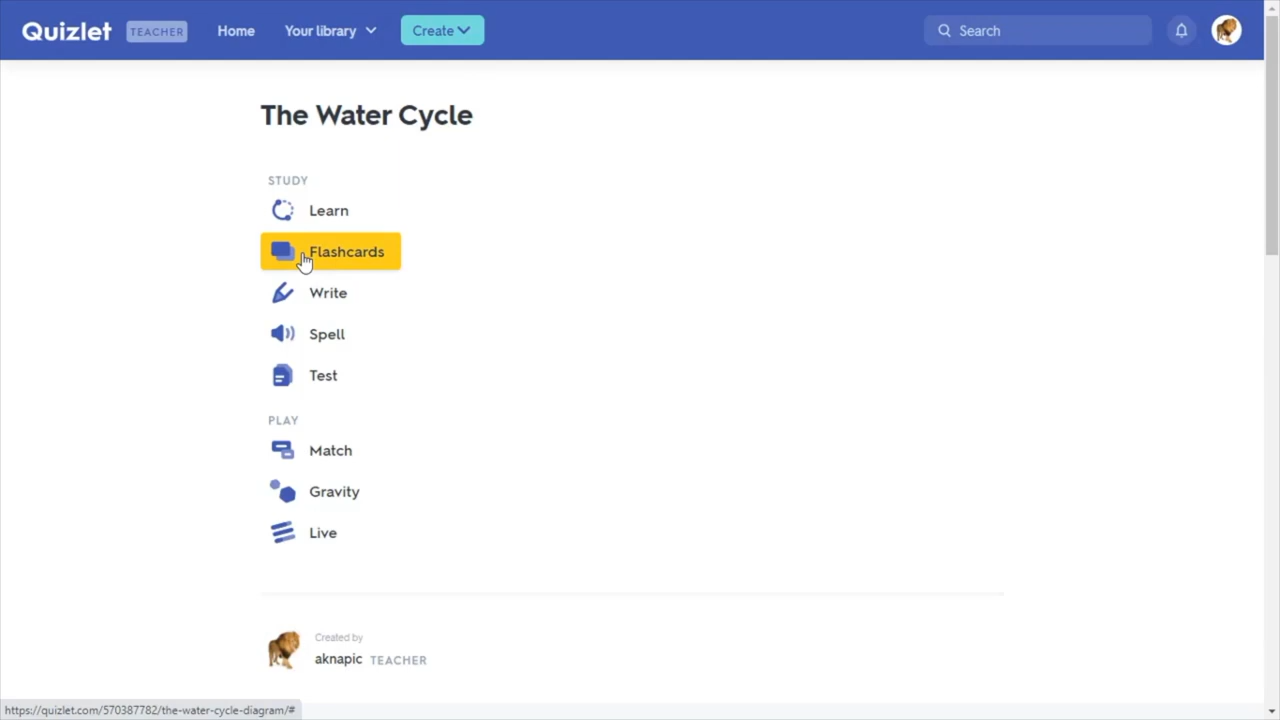 Quizlet TEACHER Home Your library Create Search
The Water Cycle
STUDY
Learn
Flashcards
Write
Spell
Test
PLAY
Match
Gravity
Live
Created by
aknapic TEACHER
https://quizlet.com/570387782/the-water-cycle-diagram/#